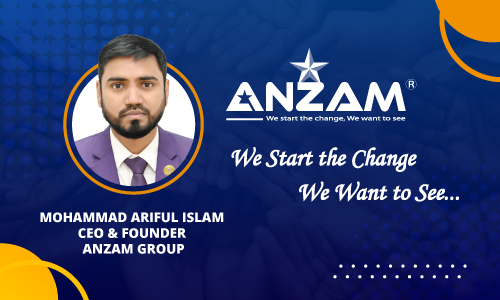 ANZAM®
We start the change, We want to see
We Start the Change
We Want to See...
MOHAMMAD ARIFUL ISLAM
CEO & FOUNDER
ANZAM GROUP